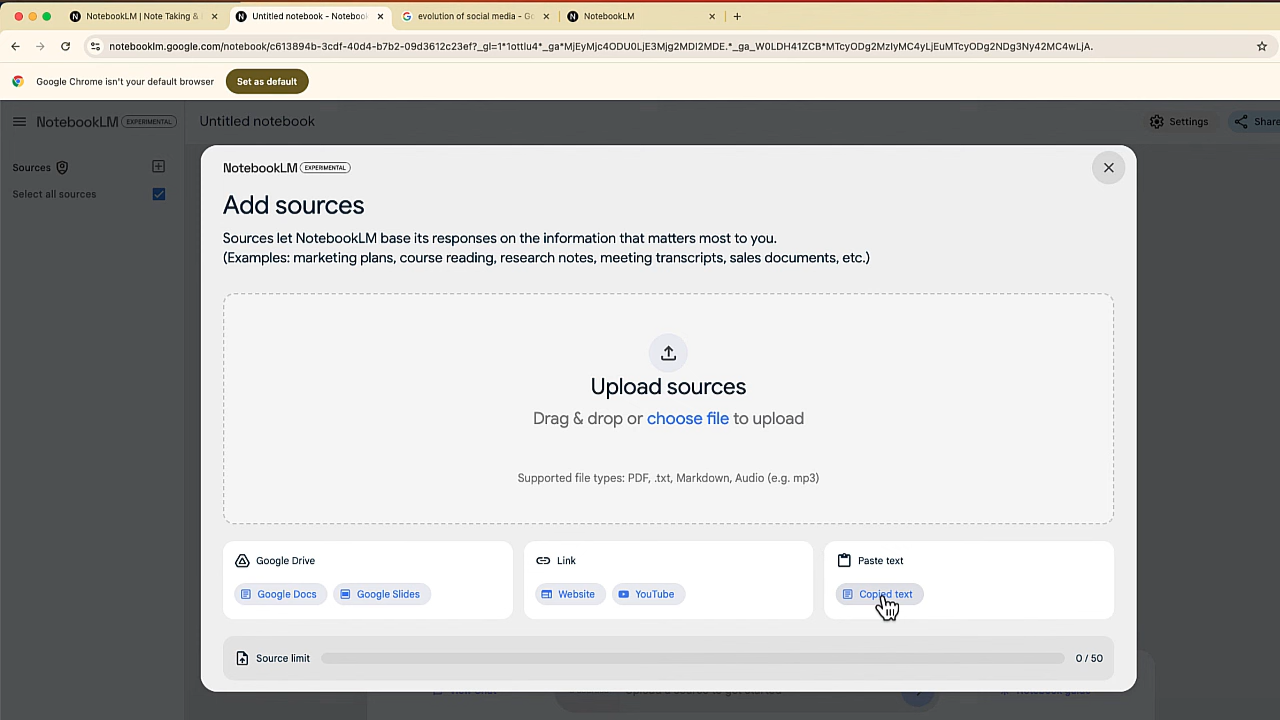 NotebookLM | Note Taking &
Untitled notebook - Notebook
evolution of social media - Go
NotebookLM
notebooklm.google.com/notebook/c613894b-3cdf-40d4-b7b2-09d3612c23ef?_gl=1*1ottlu4*_ga*MjEyMjc4ODU0LjE3Mjg2MDI2MDE.*_ga_W0LDH41ZCB*MTcyODg2MzIyMC4yLjEuMTcyODg2NDg3Ny42MC4wLjA.
Google Chrome isn't your default browser
Set as default
NotebookLM EXPERIMENTAL
Untitled notebook
Settings
Share
Sources
Select all sources
NotebookLM EXPERIMENTAL
Add sources
Sources let NotebookLM base its responses on the information that matters most to you.
(Examples: marketing plans, course reading, research notes, meeting transcripts, sales documents, etc.)
Upload sources
Drag & drop or choose file to upload
Supported file types: PDF, .txt, Markdown, Audio (e.g. mp3)
Google Drive
Google Docs
Google Slides
Link
Website
YouTube
Paste text
Copied text
Source limit
0 / 50